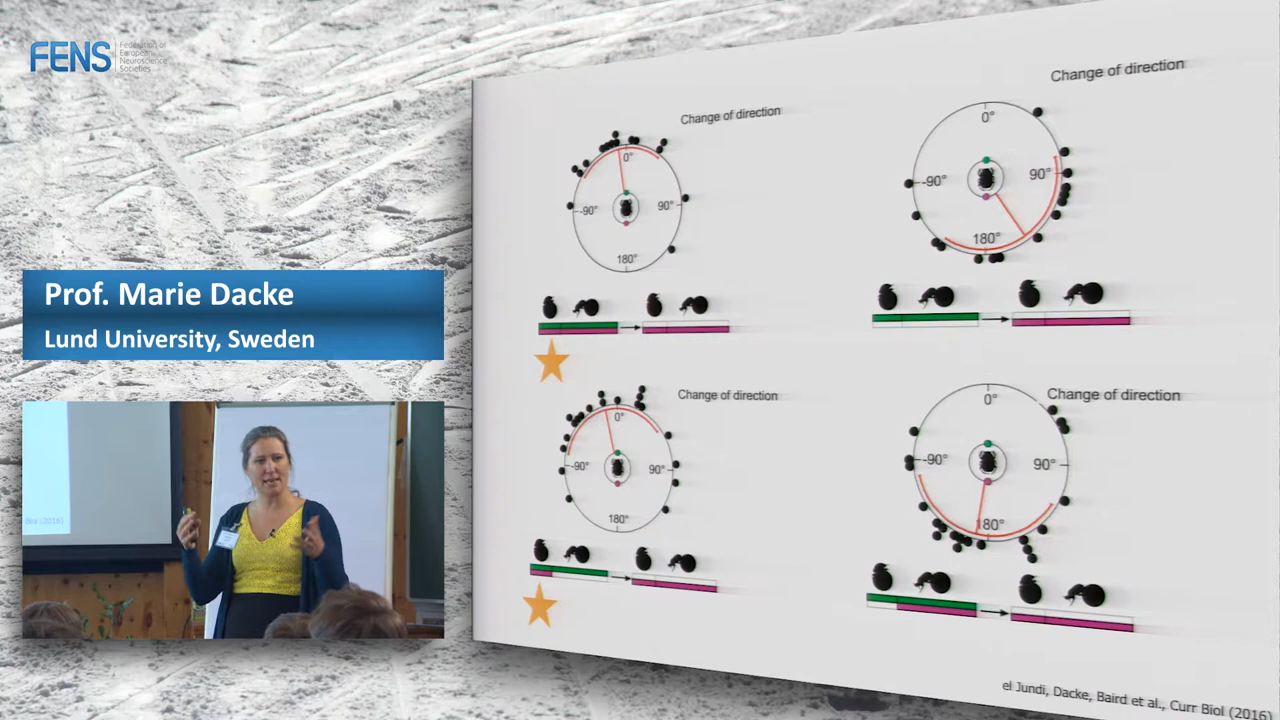 FENS
Federation of
European
Neuroscience
Societies
Prof. Marie Dacke
Lund University, Sweden
Change of direction
0°
-90°
90°
180°
Change of direction
0°
-90°
90°
180°
Change of direction
0°
-90°
90°
180°
Change of direction
0°
-90°
90°
180°
el Jundi, Dacke, Baird et al., Curr Biol (2016)
Biol (2016)